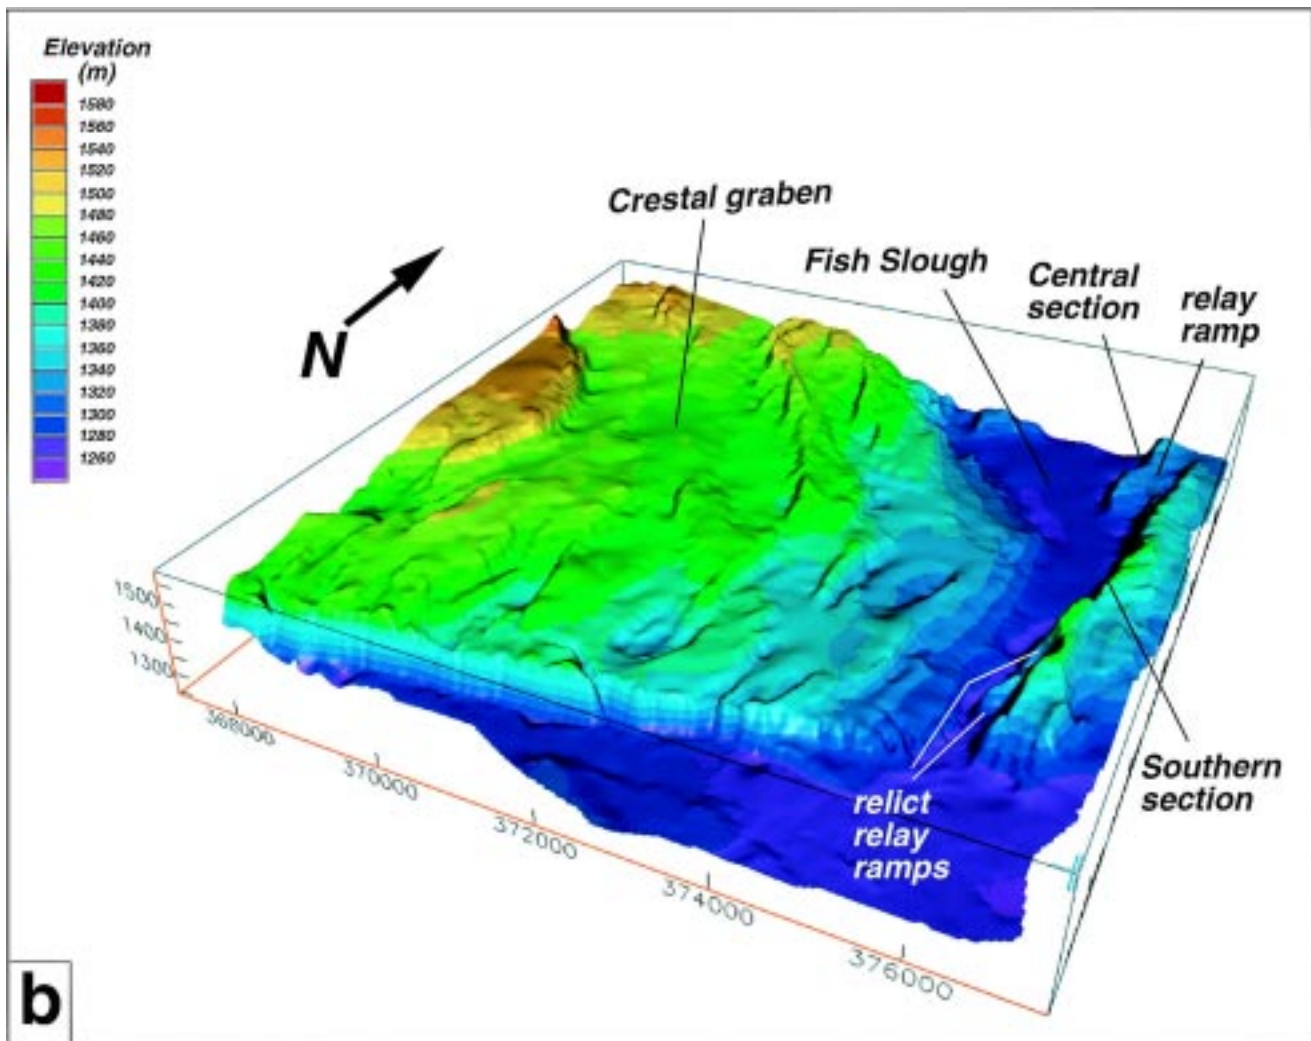 Elevation
(m)
1580
1560
1540
1520
1500
1480
1460
1440
1420
1400
1380
1360
1340
1320
1300
1280
1260
Crestal graben
Fish Slough
Central
section
relay
ramp
N
1500
1400
1300
368000
370000
372000
374000
376000
relict
relay
ramps
Southern
section
b